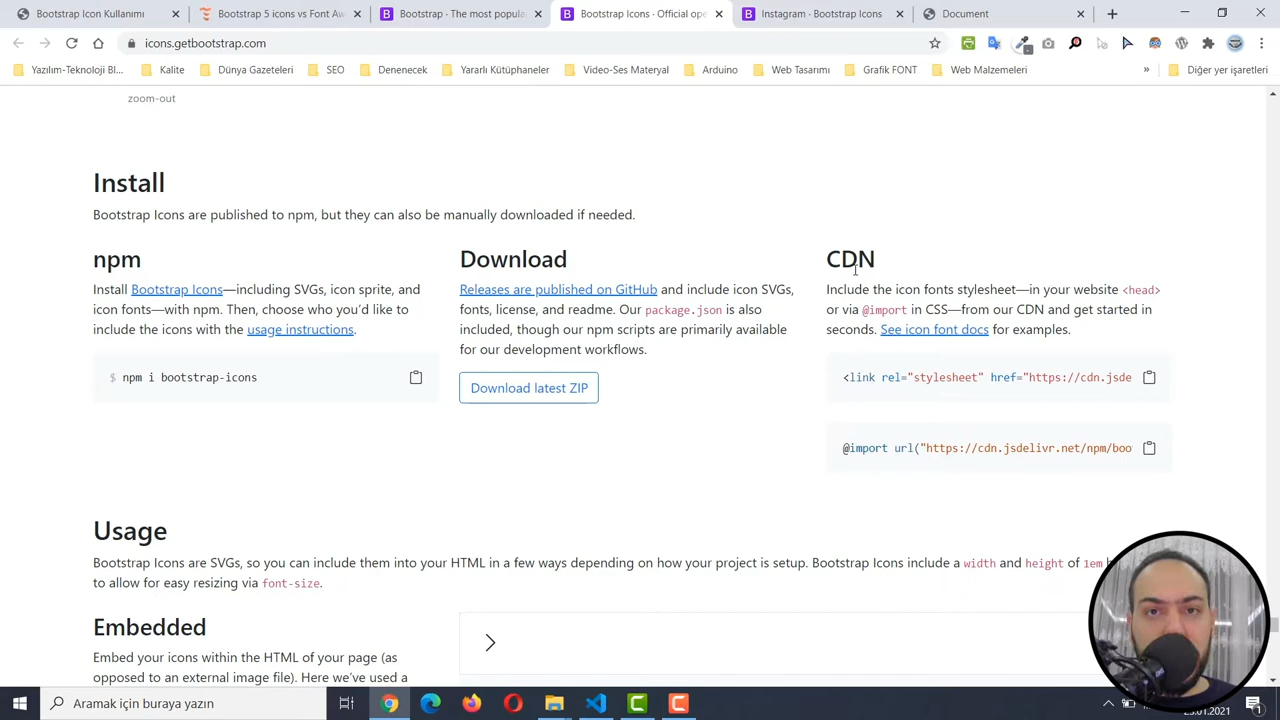 Bootstrap Icon Kullanımı
Bootstrap 5 icons vs Font Aw
Bootstrap · The most popula
Bootstrap Icons · Official ope
Instagram · Bootstrap Icons
Document
icons.getbootstrap.com
Yazılım-Teknoloji Bl...
Kalite
Dünya Gazeteleri
SEO
Denenecek
Yararlı Kütüphaneler
Video-Ses Materyal
Arduino
Web Tasarımı
Grafik FONT
Web Malzemeleri
»
Diğer yer işaretleri
zoom-out
Install
Bootstrap Icons are published to npm, but they can also be manually downloaded if needed.
npm
Install Bootstrap Icons—including SVGs, icon sprite, and
icon fonts—with npm. Then, choose how you'd like to
include the icons with the usage instructions.
$ npm i bootstrap-icons
Download
Releases are published on GitHub and include icon SVGs,
fonts, license, and readme. Our package.json is also
included, though our npm scripts are primarily available
for our development workflows.
Download latest ZIP
CDN
Include the icon fonts stylesheet—in your website <head>
or via @import in CSS—from our CDN and get started in
seconds. See icon font docs for examples.
<link rel="stylesheet" href="https://cdn.jsde
@import url("https://cdn.jsdelivr.net/npm/boo
Usage
Bootstrap Icons are SVGs, so you can include them into your HTML in a few ways depending on how your project is setup. Bootstrap Icons include a width and height of 1em
to allow for easy resizing via font-size.
Embedded
Embed your icons within the HTML of your page (as
opposed to an external image file). Here we've used a
Aramak için buraya yazın
25.01.2021